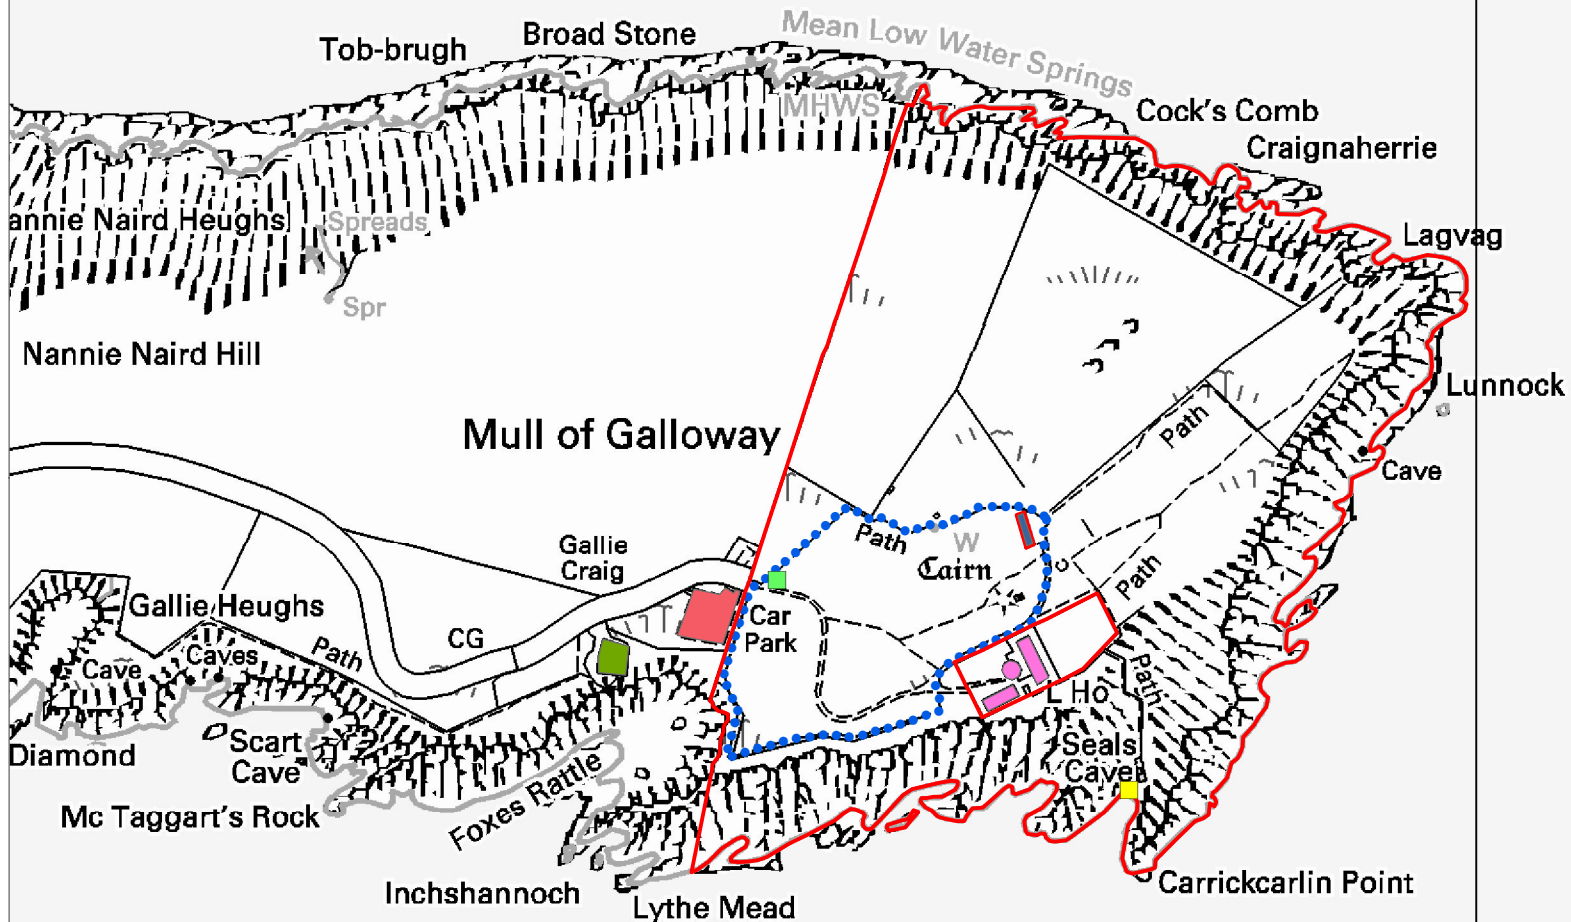 Mean Low Water Springs
Broad Stone
Tob-brugh
MHWS
Cock's Comb
Craignaherrie
annie Naird Heughs
Spreads
Lagvag
Spr
Nannie Naird Hill
Lunnock
Mull of Galloway
Path
Cave
Gallie
Craig
Path
W
Cairn
Path
Gallie Heughs
Car
Park
CG
Path
Caves
Cave
Path
L Ho
Diamond
Scart
Cave
Seals
Cave
Foxes Rattle
Mc Taggart's Rock
Inchshannoch
Carrickcarlin Point
Lythe Mead